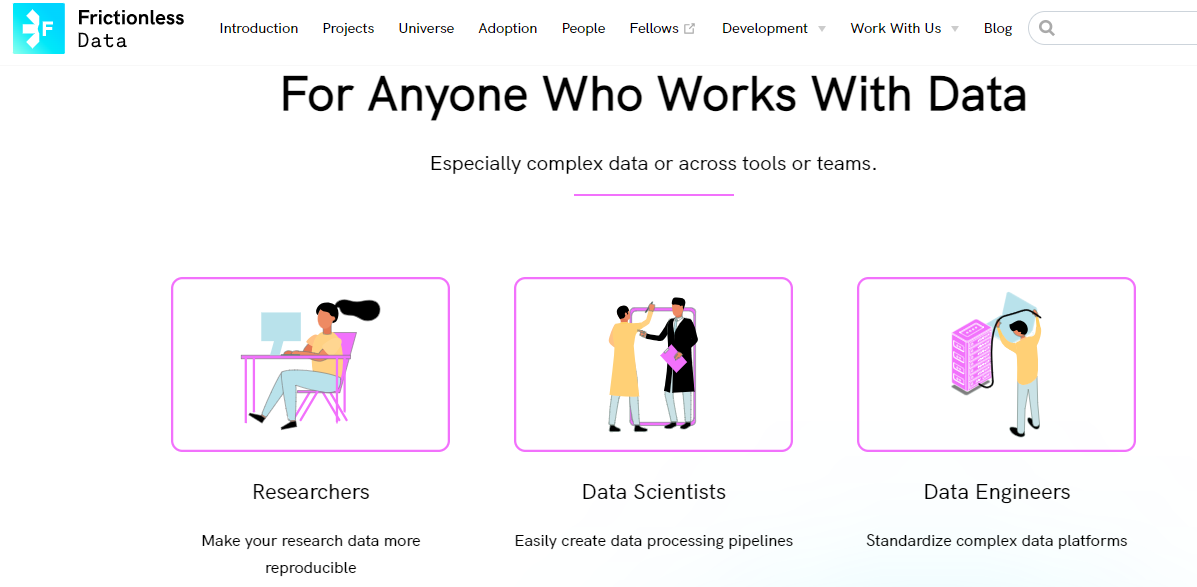 Frictionless
Data
Introduction Projects Universe Adoption People Fellows Development Work With Us Blog
For Anyone Who Works With Data
Especially complex data or across tools or teams.
Researchers Data Scientists Data Engineers
Make your research data more Easily create data processing pipelines Standardize complex data platforms
reproducible